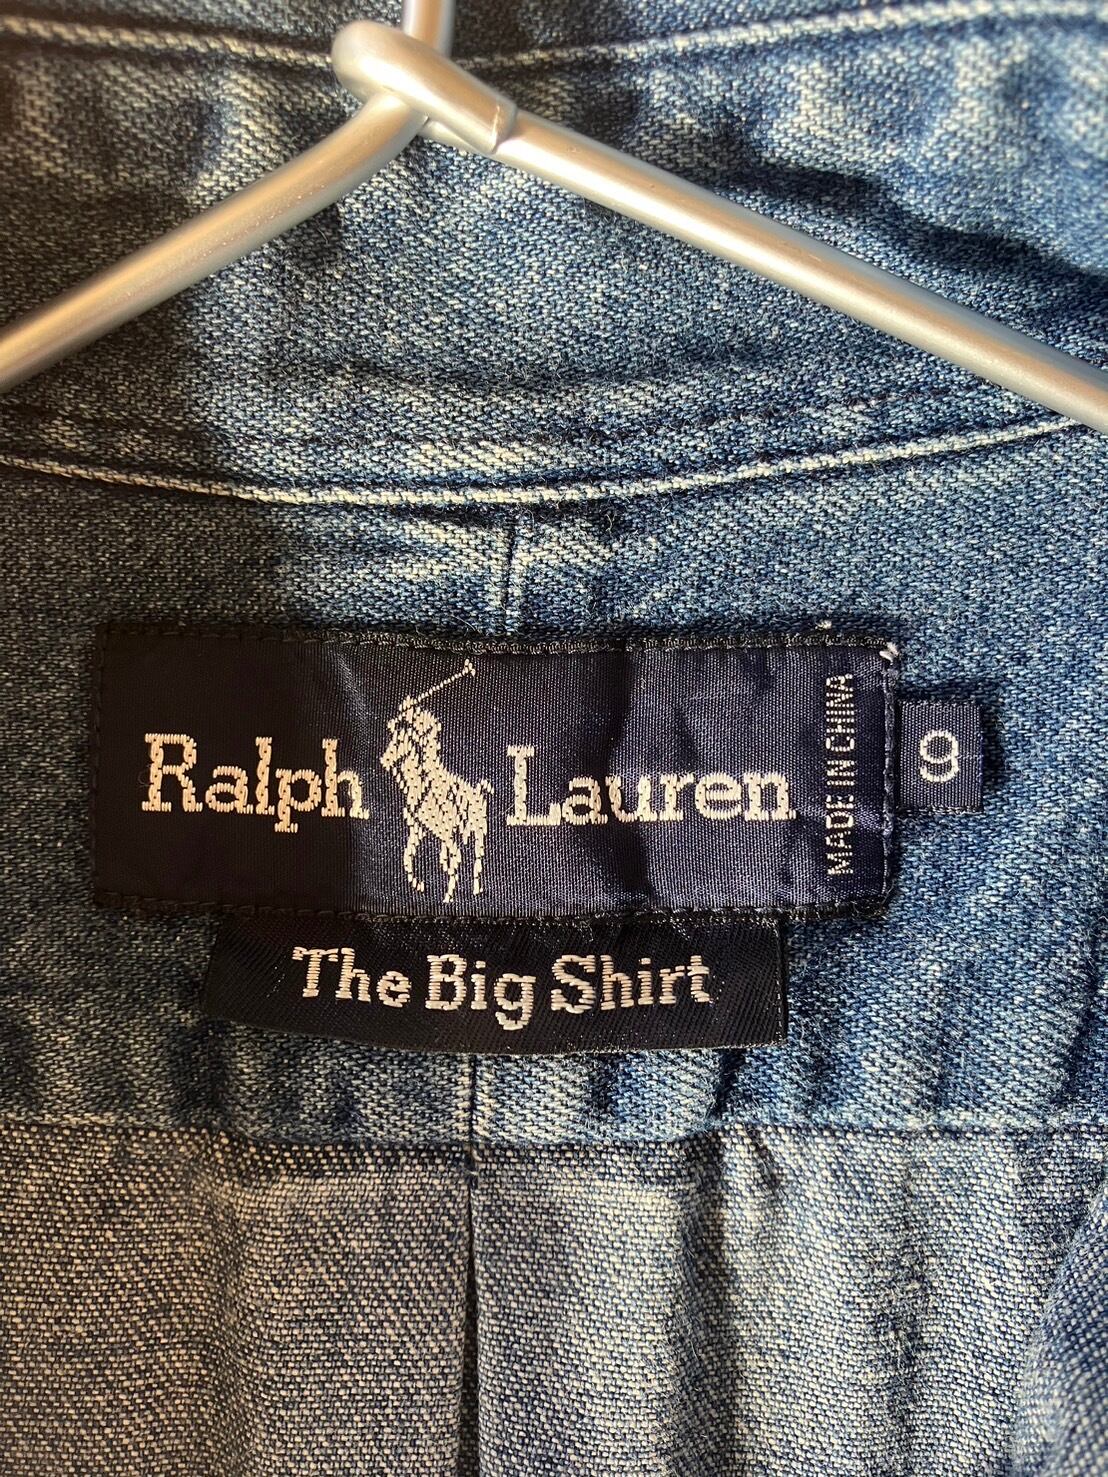 Ralph Lauren
MADE IN CHINA
9
The Big Shirt